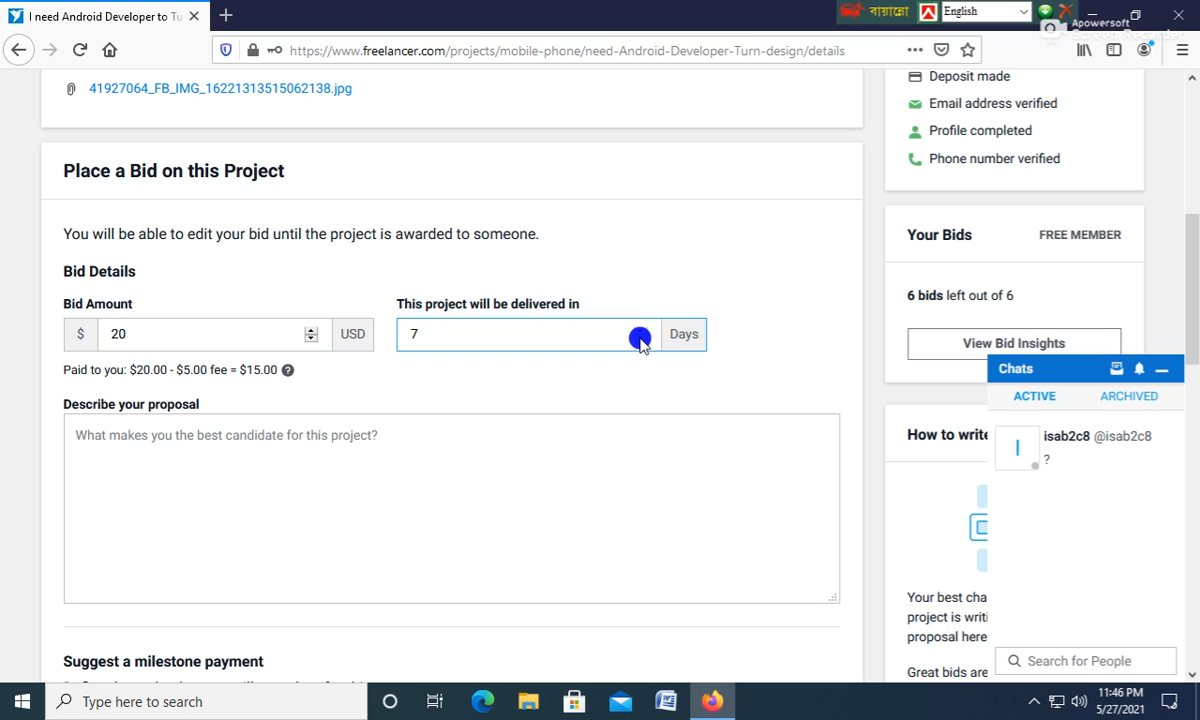 I need Android Developer to Tu
বায়ান্নো
English
Apowersoft
Screen Recorder
https://www.freelancer.com/projects/mobile-phone/need-Android-Developer-Turn-design/details
41927064_FB_IMG_16221313515062138.jpg
Deposit made
Email address verified
Profile completed
Phone number verified
Place a Bid on this Project
You will be able to edit your bid until the project is awarded to someone.
Bid Details
Bid Amount
This project will be delivered in
$ 20 USD
7 Days
Paid to you: $20.00 - $5.00 fee = $15.00 ?
Describe your proposal
What makes you the best candidate for this project?
Suggest a milestone payment
Your Bids FREE MEMBER
6 bids left out of 6
View Bid Insights
How to write
Your best cha
project is writi
proposal here
Great bids are
Chats
ACTIVE ARCHIVED
I
isab2c8 @isab2c8
?
Search for People
Type here to search
11:46 PM
5/27/2021